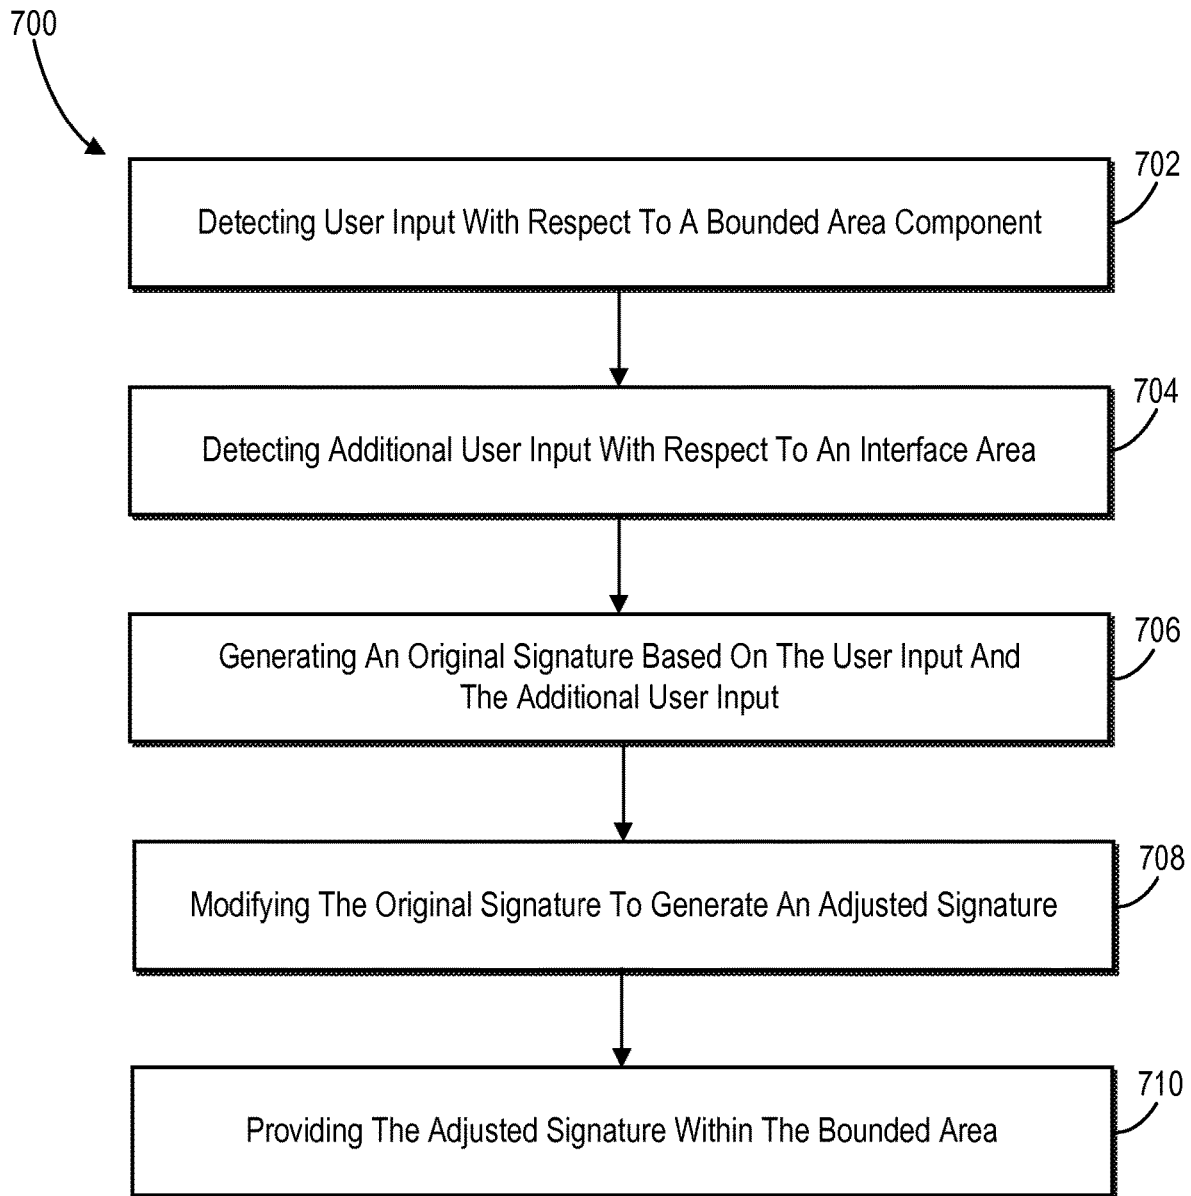 700
702
Detecting User Input With Respect To A Bounded Area Component
704
Detecting Additional User Input With Respect To An Interface Area
706
Generating An Original Signature Based On The User Input And
The Additional User Input
708
Modifying The Original Signature To Generate An Adjusted Signature
710
Providing The Adjusted Signature Within The Bounded Area